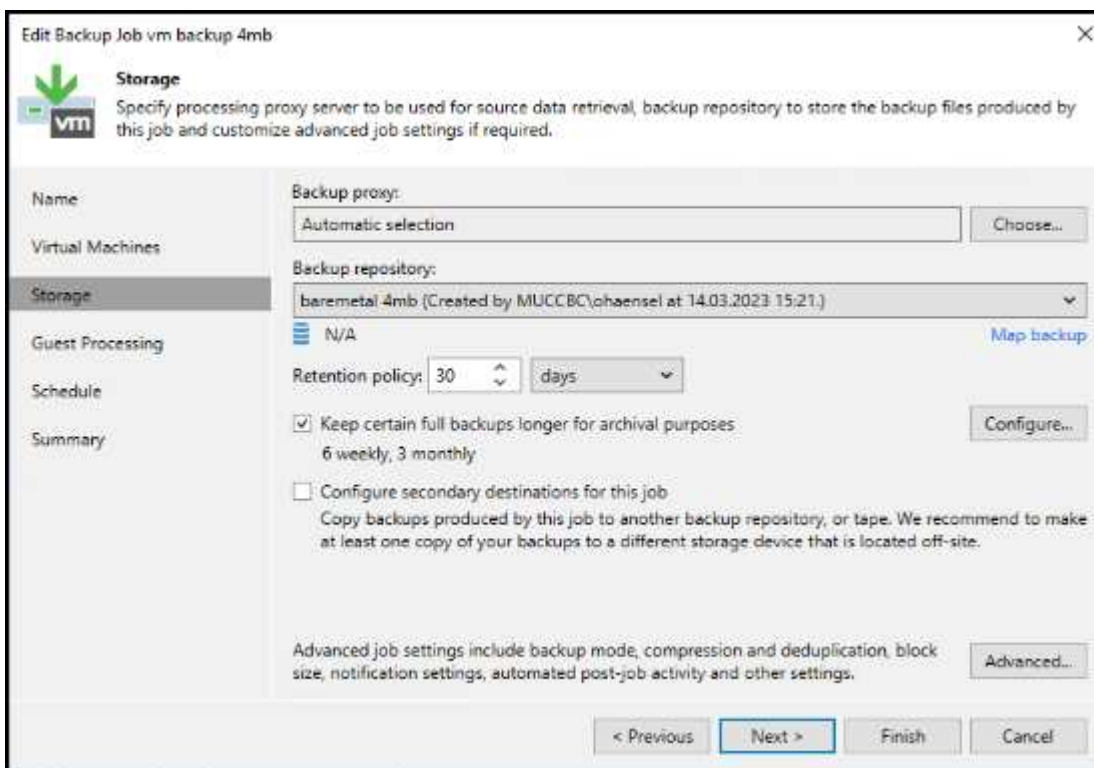 Edit Backup Job vm backup 4mb
Storage
Specify processing proxy server to be used for source data retrieval, backup repository to store the backup files produced by
this job and customize advanced job settings if required.
vm
Name
Virtual Machines
Storage
Guest Processing
Schedule
Summary
Backup proxy:
Automatic selection
Choose...
Backup repository:
baremetal 4mb (Created by MUCCBC\ohaensel at 14.03.2023 15:21.)
N/A
Map backup
Retention policy: 30 days
Keep certain full backups longer for archival purposes
Configure...
6 weekly, 3 monthly
Configure secondary destinations for this job
Copy backups produced by this job to another backup repository, or tape. We recommend to make
at least one copy of your backups to a different storage device that is located off-site.
Advanced job settings include backup mode, compression and deduplication, block
size, notification settings, automated post-job activity and other settings.
Advanced...
< Previous
Next >
Finish
Cancel